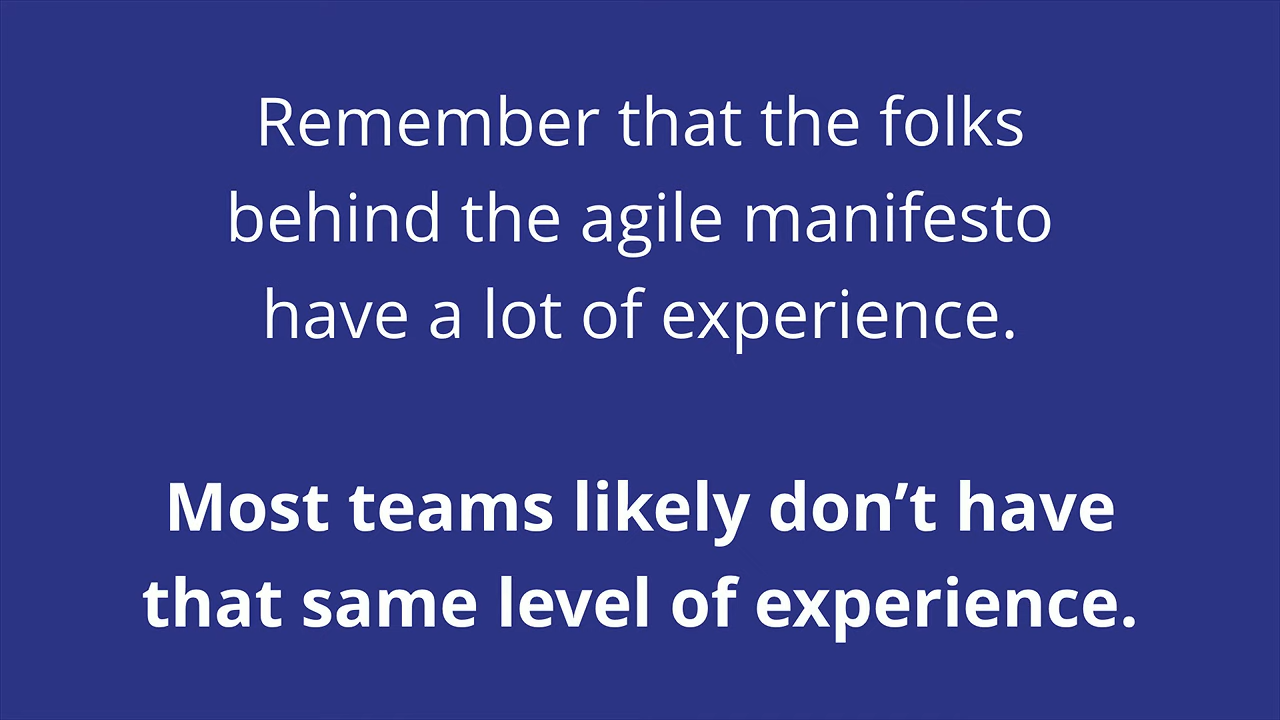 Remember that the folks
behind the agile manifesto
have a lot of experience.
Most teams likely don’t have
that same level of experience.